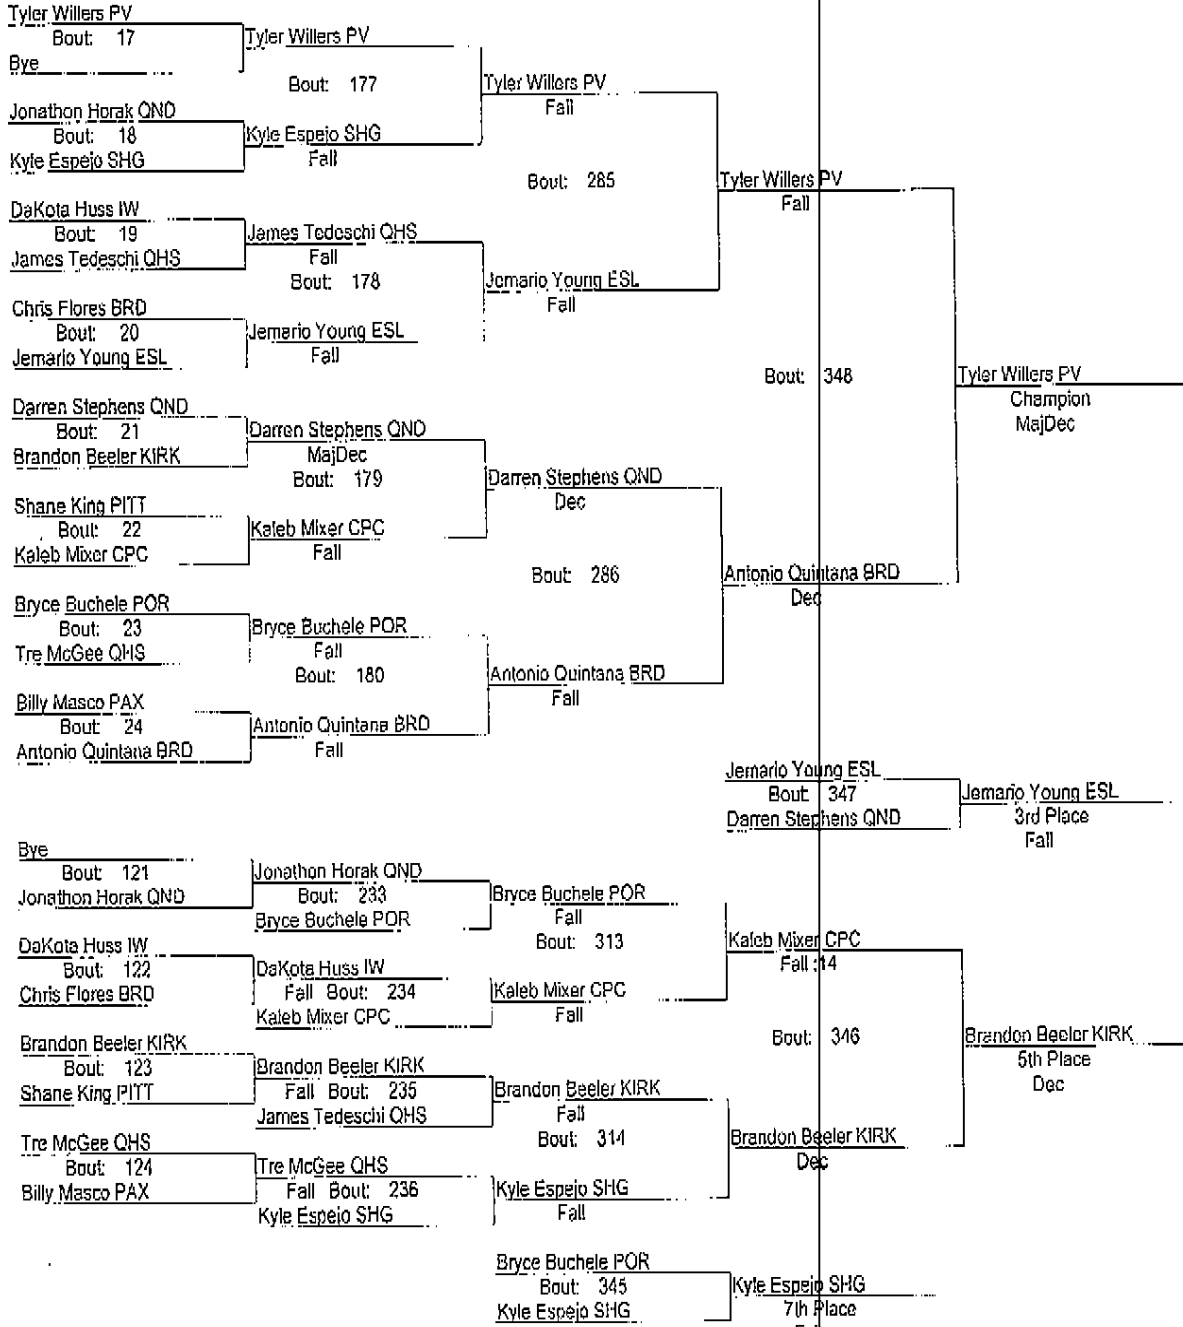 Tyler Willers PV
Bout: 17
Bye
Tyler Willers PV
Bout: 177
Jonathon Horak QND
Bout: 18
Kyle Espejo SHG
Kyle Espejo SHG
Fall
Tyler Willers PV
Fall
Bout: 285
DaKota Huss IW
Bout: 19
James Tedeschi QHS
James Tedeschi QHS
Fall
Bout: 178
Chris Flores BRD
Bout: 20
Jemario Young ESL
Jemario Young ESL
Fall
Jemario Young ESL
Fall
Tyler Willers PV
Fall
Bout: 348
Darren Stephens QND
Bout: 21
Brandon Beeler KIRK
Darren Stephens QND
MajDec
Bout: 179
Shane King PITT
Bout: 22
Kaleb Mixer CPC
Kaleb Mixer CPC
Fall
Darren Stephens QND
Dec
Bout: 286
Bryce Buchele POR
Bout: 23
Tre McGee QHS
Bryce Buchele POR
Fall
Bout: 180
Billy Masco PAX
Bout: 24
Antonio Quintana BRD
Antonio Quintana BRD
Fall
Antonio Quintana BRD
Fall
Antonio Quintana BRD
Dec
Tyler Willers PV
Champion
MajDec
Jemario Young ESL
Bout: 347
Darren Stephens QND
Jemario Young ESL
3rd Place
Fall
Bye
Bout: 121
Jonathon Horak QND
Jonathon Horak QND
Bout: 233
Bryce Buchele POR
Bryce Buchele POR
Fall
Bout: 313
DaKota Huss IW
Bout: 122
Chris Flores BRD
DaKota Huss IW
Fall Bout: 234
Kaleb Mixer CPC
Kaleb Mixer CPC
Fall
Kaleb Mixer CPC
Fall :14
Bout: 346
Brandon Beeler KIRK
Bout: 123
Shane King PITT
Brandon Beeler KIRK
Fall Bout: 235
James Tedeschi QHS
Brandon Beeler KIRK
Fall
Bout: 314
Tre McGee QHS
Bout: 124
Billy Masco PAX
Tre McGee QHS
Fall Bout: 236
Kyle Espejo SHG
Kyle Espejo SHG
Fall
Brandon Beeler KIRK
Dec
Brandon Beeler KIRK
5th Place
Dec
Bryce Buchele POR
Bout: 345
Kyle Espejo SHG
Kyle Espejo SHG
7th Place